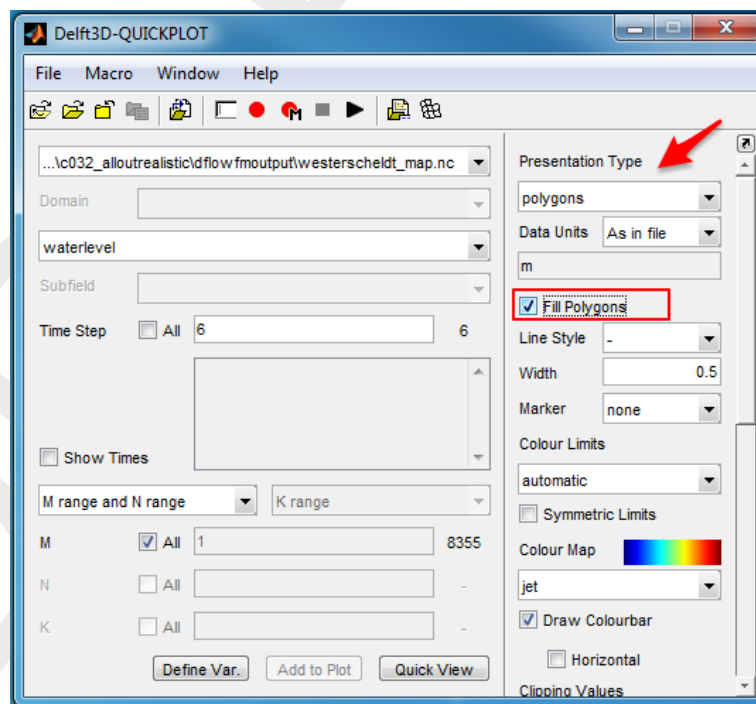 Delft3D-QUICKPLOT
File Macro Window Help
...\c032_alloutrealistic\dflowfmoutput\westerscheldt_map.nc
Domain
waterlevel
Subfield
Time Step All 6 6
Show Times
M range and N range K range
M All 1 8355
N All -
K All -
Define Var. Add to Plot Quick View
Presentation Type
polygons
Data Units As in file
m
Fill Polygons
Line Style -
Width 0.5
Marker none
Colour Limits
automatic
Symmetric Limits
Colour Map
jet
Draw Colourbar
Horizontal
Clipping Values